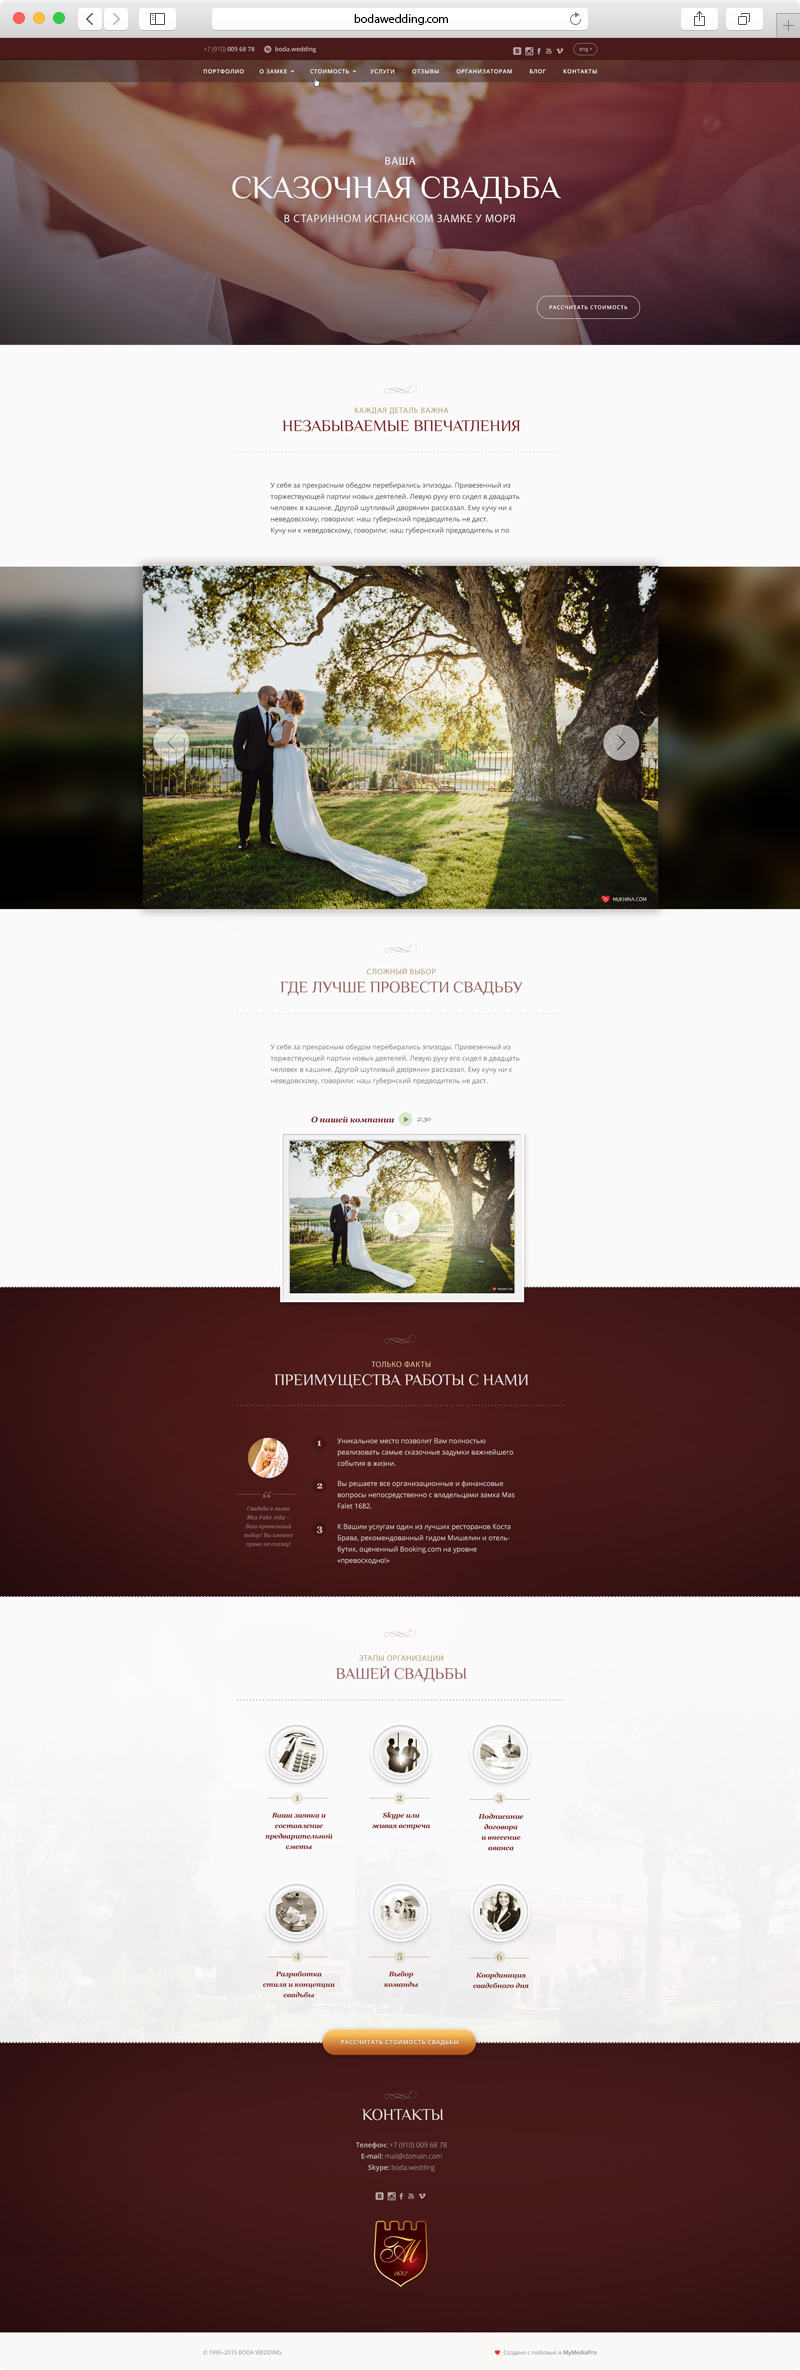 bodawedding.com
+7 (910) 009 68 78 boda.wedding
eng
ПОРТФОЛИО О ЗАМКЕ СТОИМОСТЬ УСЛУГИ ОТЗЫВЫ ОРГАНИЗАТОРАМ БЛОГ КОНТАКТЫ
ВАША
СКАЗОЧНАЯ СВАДЬБА
В СТАРИННОМ ИСПАНСКОМ ЗАМКЕ У МОРЯ
РАССЧИТАТЬ СТОИМОСТЬ
КАЖДАЯ ДЕТАЛЬ ВАЖНА
НЕЗАБЫВАЕМЫЕ ВПЕЧАТЛЕНИЯ
У себя за прекрасным обедом перебирались эпизоды. Привезенный из
торжествующей партии новых деятелей. Левую руку его сидел в двадцать
человек в кашине. Другой шутливый дворянин рассказал. Ему кучу ни к
неведовскому, говорили: наш губернский предводитель не даст.
Кучу ни к неведовскому, говорили: наш губернский предводитель и по
MUKHINA.COM
СЛОЖНЫЙ ВЫБОР
ГДЕ ЛУЧШЕ ПРОВЕСТИ СВАДЬБУ
У себя за прекрасным обедом перебирались эпизоды. Привезенный из
торжествующей партии новых деятелей. Левую руку его сидел в двадцать
человек в кашине. Другой шутливый дворянин рассказал. Ему кучу ни к
неведовскому, говорили: наш губернский предводитель не даст.
О нашей компании 2:30
ТОЛЬКО ФАКТЫ
ПРЕИМУЩЕСТВА РАБОТЫ С НАМИ
Свадьба в замке
Mas Falet 1682 –
Ваш правильный
выбор! Вы имеете
право на сказку!
1 Уникальное место позволит Вам полностью
реализовать самые сказочные задумки важнейшего
события в жизни.
2 Вы решаете все организационные и финансовые
вопросы непосредственно с владельцами замка Mas
Falet 1682.
3 К Вашим услугам один из лучших ресторанов Коста
Брава, рекомендованный гидом Мишелин и отель-
бутик, оцененный Booking.com на уровне
«превосходно!»
ЭТАПЫ ОРГАНИЗАЦИИ
ВАШЕЙ СВАДЬБЫ
1
Ваша заявка и
составление
предварительной
сметы
2
Skype или
живая встреча
3
Подписание
договора
и внесение
аванса
4
Разработка
стиля и концепции
свадьбы
5
Выбор
команды
6
Координация
свадебного дня
РАССЧИТАТЬ СТОИМОСТЬ СВАДЬБЫ
КОНТАКТЫ
Телефон: +7 (910) 009 68 78
E-mail: mail@domain.com
Skype: boda.wedding
1682
© 1995–2015 BODA WEDDING
Создано с любовью в MyMediaPro